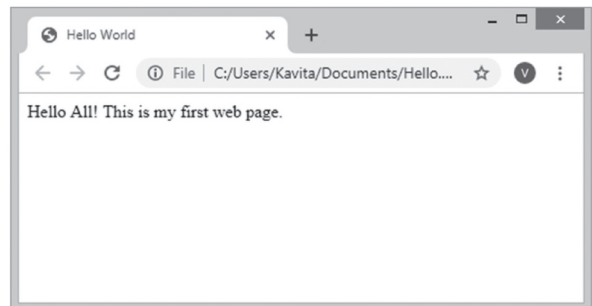 Hello World
File C:/Users/Kavita/Documents/Hello....
V
Hello All! This is my first web page.